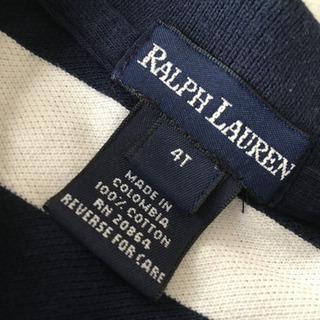 RALPH LAUREN
4T
MADE IN
COLOMBIA
100% COTTON
RN 20864
REVERSE FOR CARE